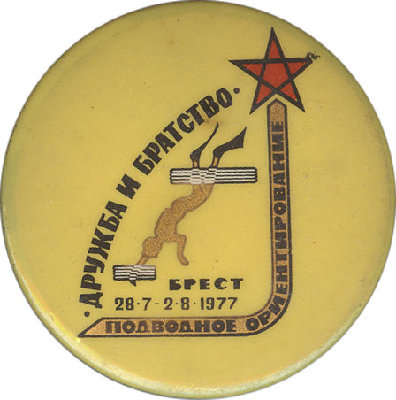 ·ДРУЖБА И БРАТСТВО·
БРЕСТ
28·7-2·8·1977
ПОДВОДНОЕ ОРИЕНТИРОВАНИЕ